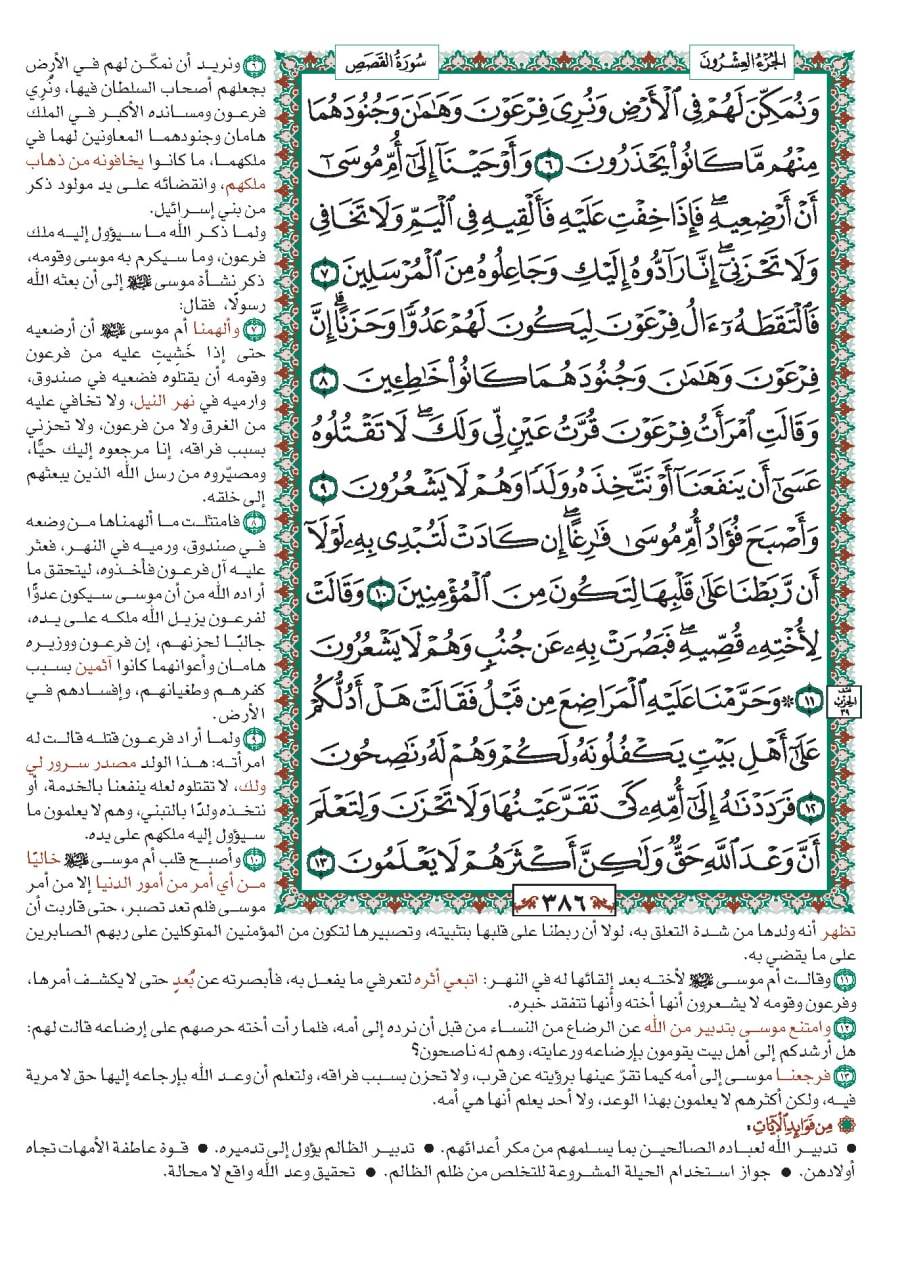 الجُزْءُ العِشْرُونَ
سُورَةُ القَصَصِ
وَنُمَكِّنَ لَهُمْ فِي ٱلْأَرْضِ وَنُرِىَ فِرْعَوْنَ وَهَٰمَٰنَ وَجُنُودَهُمَا
مِنْهُم مَّا كَانُوا۟ يَحْذَرُونَ ٦ وَأَوْحَيْنَآ إِلَىٰٓ أُمِّ مُوسَىٰٓ
أَنْ أَرْضِعِيهِ ۖ فَإِذَا خِفْتِ عَلَيْهِ فَأَلْقِيهِ فِي ٱلْيَمِّ وَلَا تَخَافِي
وَلَا تَحْزَنِيٓ ۖ إِنَّا رَآدُّوهُ إِلَيْكِ وَجَاعِلُوهُ مِنَ ٱلْمُرْسَلِينَ ٧
فَٱلْتَقَطَهُۥٓ ءَالُ فِرْعَوْنَ لِيَكُونَ لَهُمْ عَدُوًّا وَحَزَنًا ۗ إِنَّ
فِرْعَوْنَ وَهَٰمَٰنَ وَجُنُودَهُمَا كَانُوا۟ خَٰطِـِٔينَ ٨
وَقَالَتِ ٱمْرَأَتُ فِرْعَوْنَ قُرَّتُ عَيْنٍ لِّي وَلَكَ ۖ لَا تَقْتُلُوهُ
عَسَىٰٓ أَن يَنفَعَنَآ أَوْ نَتَّخِذَهُۥ وَلَدًا وَهُمْ لَا يَشْعُرُونَ ٩
وَأَصْبَحَ فُؤَادُ أُمِّ مُوسَىٰ فَٰرِغًا ۖ إِن كَادَتْ لَتُبْدِي بِهِۦ لَوْلَآ
أَن رَّبَطْنَا عَلَىٰ قَلْبِهَا لِتَكُونَ مِنَ ٱلْمُؤْمِنِينَ ١٠ وَقَالَتْ
لِأُخْتِهِۦ قُصِّيهِ ۖ فَبَصُرَتْ بِهِۦ عَن جُنُبٍ وَهُمْ لَا يَشْعُرُونَ
١١ ۞ وَحَرَّمْنَا عَلَيْهِ ٱلْمَرَاضِعَ مِن قَبْلُ فَقَالَتْ هَلْ أَدُلُّكُمْ
عَلَىٰٓ أَهْلِ بَيْتٍ يَكْفُلُونَهُۥ لَكُمْ وَهُمْ لَهُۥ نَٰصِحُونَ
١٢ فَرَدَدْنَٰهُ إِلَىٰٓ أُمِّهِۦ كَيْ تَقَرَّ عَيْنُهَا وَلَا تَحْزَنَ وَلِتَعْلَمَ
أَنَّ وَعْدَ ٱللَّهِ حَقٌّ وَلَٰكِنَّ أَكْثَرَهُمْ لَا يَعْلَمُونَ ١٣
نصف
الحزب
٣٩
٣٨٦
٦ ونريد أن نمكّن لهم في الأرض
بجعلهم أصحاب السلطان فيها، ونُرِي
فرعون ومسانده الأكبر في الملك
هامان وجنودهما المعاونين لهما في
ملكهما، ما كانوا يخافونه من ذهاب
ملكهم، وانقضائه على يد مولود ذكر
من بني إسرائيل.
ولما ذكر الله ما سيؤول إليه ملك
فرعون، وما سيكرم به موسى وقومه،
ذكر نشأة موسى ﷺ إلى أن بعثه الله
رسولًا، فقال:
٧ وألهمنا أم موسى ﷺ أن أرضعيه
حتى إذا خَشيتِ عليه من فرعون
وقومه أن يقتلوه فضعيه في صندوق،
وارميه في نهر النيل، ولا تخافي عليه
من الغرق ولا من فرعون، ولا تحزني
بسبب فراقه، إنا مرجعوه إليك حيًّا،
ومصيّروه من رسل الله الذين يبعثهم
إلى خلقه.
٨ فامتثلت ما ألهمناها من وضعه
في صندوق، ورميه في النهر، فعثر
عليه آل فرعون فأخذوه، ليتحقق ما
أراده الله من أن موسى سيكون عدوًّا
لفرعون يزيل الله ملكه على يده،
جالبًا لحزنهم، إن فرعون ووزيره
هامان وأعوانهما كانوا آثمين بسبب
كفرهم وطغيانهم، وإفسادهم في
الأرض.
٩ ولما أراد فرعون قتله قالت له
امرأته: هذا الولد مصدر سرور لي
ولك، لا تقتلوه لعله ينفعنا بالخدمة، أو
نتخذه ولدًا بالتبني، وهم لا يعلمون ما
سيؤول إليه ملكهم على يده.
١٠ وأصبح قلب أم موسى ﷺ خاليًا
من أي أمر من أمور الدنيا إلا من أمر
موسى فلم تعد تصبر، حتى قاربت أن
تظهر أنه ولدها من شدة التعلق به، لولا أن ربطنا على قلبها بتثبيته، وتصبيرها لتكون من المؤمنين المتوكلين على ربهم الصابرين
على ما يقضي به.
١١ وقالت أم موسى ﷺ لأخته بعد إلقائها له في النهر: اتبعي أثره لتعرفي ما يفعل به، فأبصرته عن بُعدٍ حتى لا يكشف أمرها،
وفرعون وقومه لا يشعرون أنها أخته وأنها تتفقد خبره.
١٢ وامتنع موسى بتدبير من الله عن الرضاع من النساء من قبل أن نرده إلى أمه، فلما رأت أخته حرصهم على إرضاعه قالت لهم:
هل أرشدكم إلى أهل بيت يقومون بإرضاعه ورعايته، وهم له ناصحون؟
١٣ فرجعنا موسى إلى أمه كيما تقرّ عينها برؤيته عن قرب، ولا تحزن بسبب فراقه، ولتعلم أن وعد الله بإرجاعه إليها حق لا مرية
فيه، ولكن أكثرهم لا يعلمون بهذا الوعد، ولا أحد يعلم أنها هي أمه.
مِن فَوَائِدِ الآيَاتِ:
● تدبير الله لعباده الصالحين بما يسلمهم من مكر أعدائهم. ● تدبير الظالم يؤول إلى تدميره. ● قوة عاطفة الأمهات تجاه
أولادهن. ● جواز استخدام الحيلة المشروعة للتخلص من ظلم الظالم. ● تحقيق وعد الله واقع لا محالة.